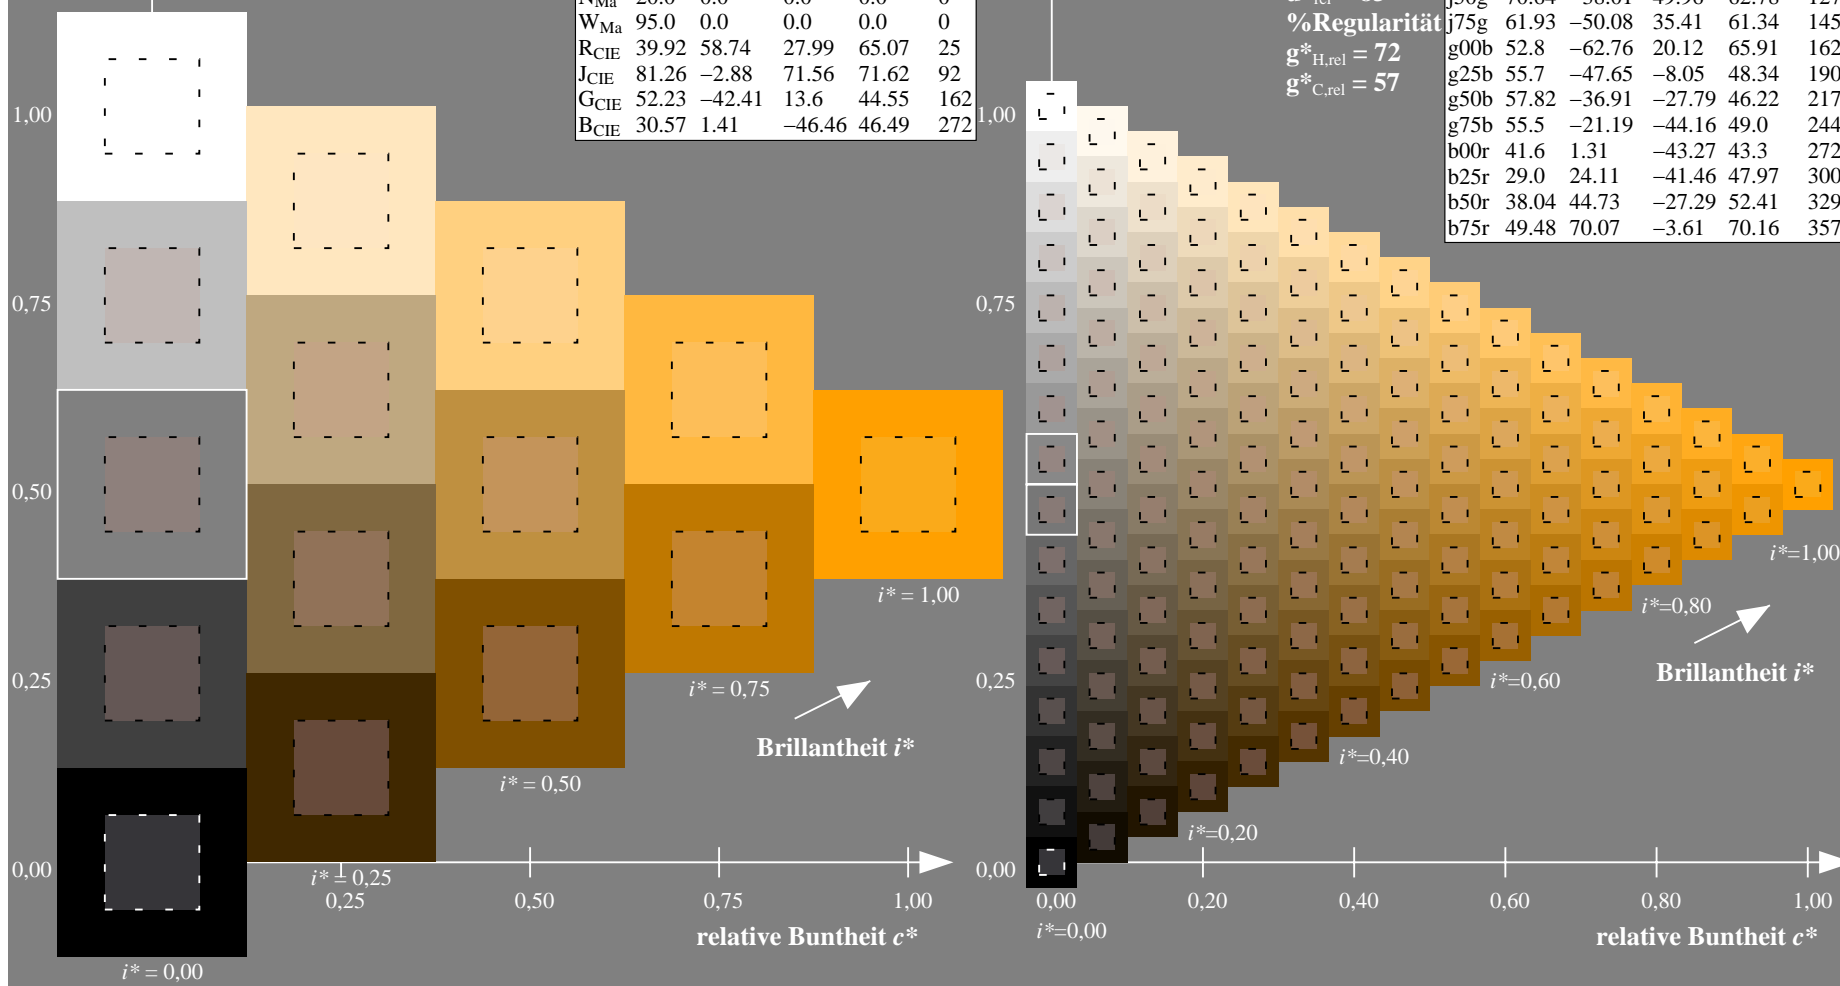 W_Ma 95.0 0.0 0.0 0.0 0
R_CIE 39.92 58.74 27.99 65.07 25
J_CIE 81.26 −2.88 71.56 71.62 92
G_CIE 52.23 −42.41 13.6 44.55 162
B_CIE 30.57 1.41 −46.46 46.49 272
%Regularität
g*H,rel = 72
g*C,rel = 57
j75g 61.93 −50.08 35.41 61.34 145
g00b 52.8 −62.76 20.12 65.91 162
g25b 55.7 −47.65 −8.05 48.34 190
g50b 57.82 −36.91 −27.79 46.22 217
g75b 55.5 −21.19 −44.16 49.0 244
b00r 41.6 1.31 −43.27 43.3 272
b25r 29.0 24.11 −41.46 47.97 300
b50r 38.04 44.73 −27.29 52.41 329
b75r 49.48 70.07 −3.61 70.16 357
1,00
0,75
0,50
0,25
0,00
i* = 1,00
i* = 0,75
Brillantheit i*
i* = 0,50
i* = 0,25
0,25 0,50 0,75 1,00
relative Buntheit c*
i* = 0,00
1,00
0,75
0,25
0,00
i*=1,00
i*=0,80
Brillantheit i*
i*=0,60
i*=0,40
i*=0,20
0,00 0,20 0,40 0,60 0,80 1,00
i*=0,00
relative Buntheit c*